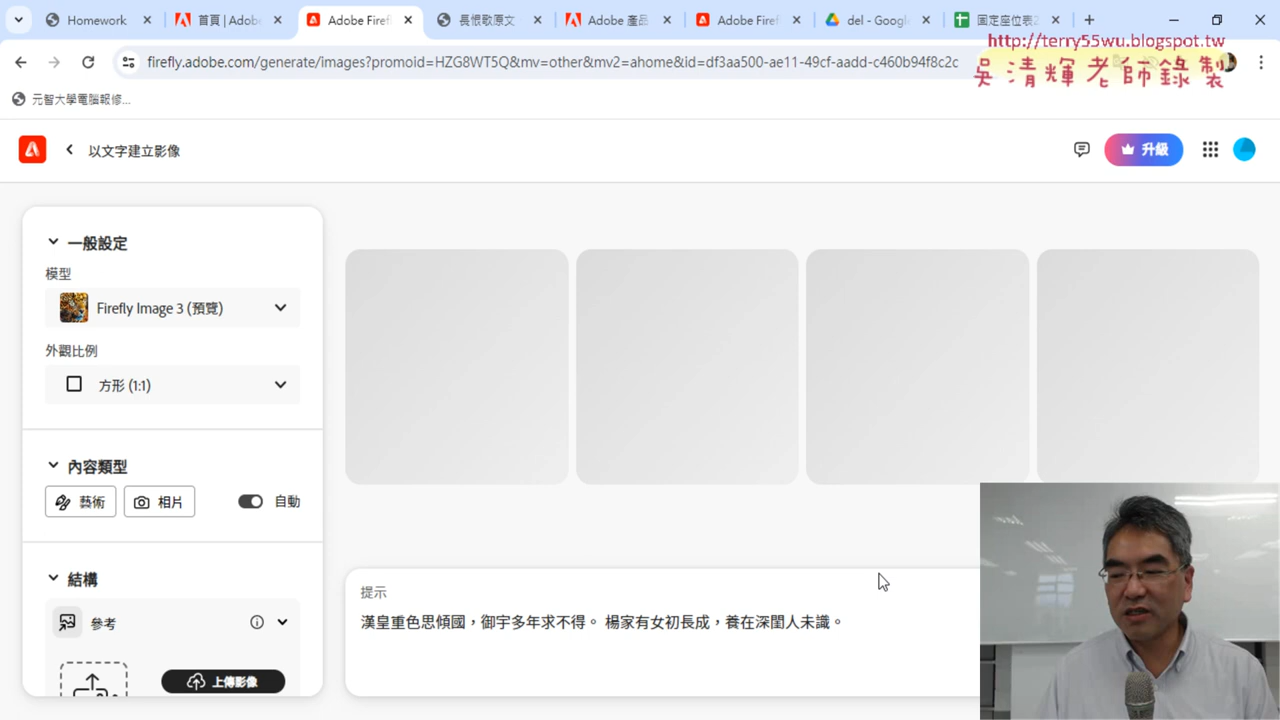 Homework
首頁 | Adob
Adobe Firef
長恨歌原文
Adobe 產品
Adobe Firef
del - Google
固定座位表2
http://terry55wu.blogspot.tw
firefly.adobe.com/generate/images?promoid=HZG8WT5Q&mv=other&mv2=ahome&id=df3aa500-ae11-49cf-aadd-c460b94f8c2c
吳清輝老師錄製
元智大學電腦報修...
以文字建立影像
升級
一般設定
模型
Firefly Image 3 (預覽)
外觀比例
方形 (1:1)
內容類型
藝術
相片
自動
結構
參考
上傳影像
提示
漢皇重色思傾國，御宇多年求不得。 楊家有女初長成，養在深閨人未識。